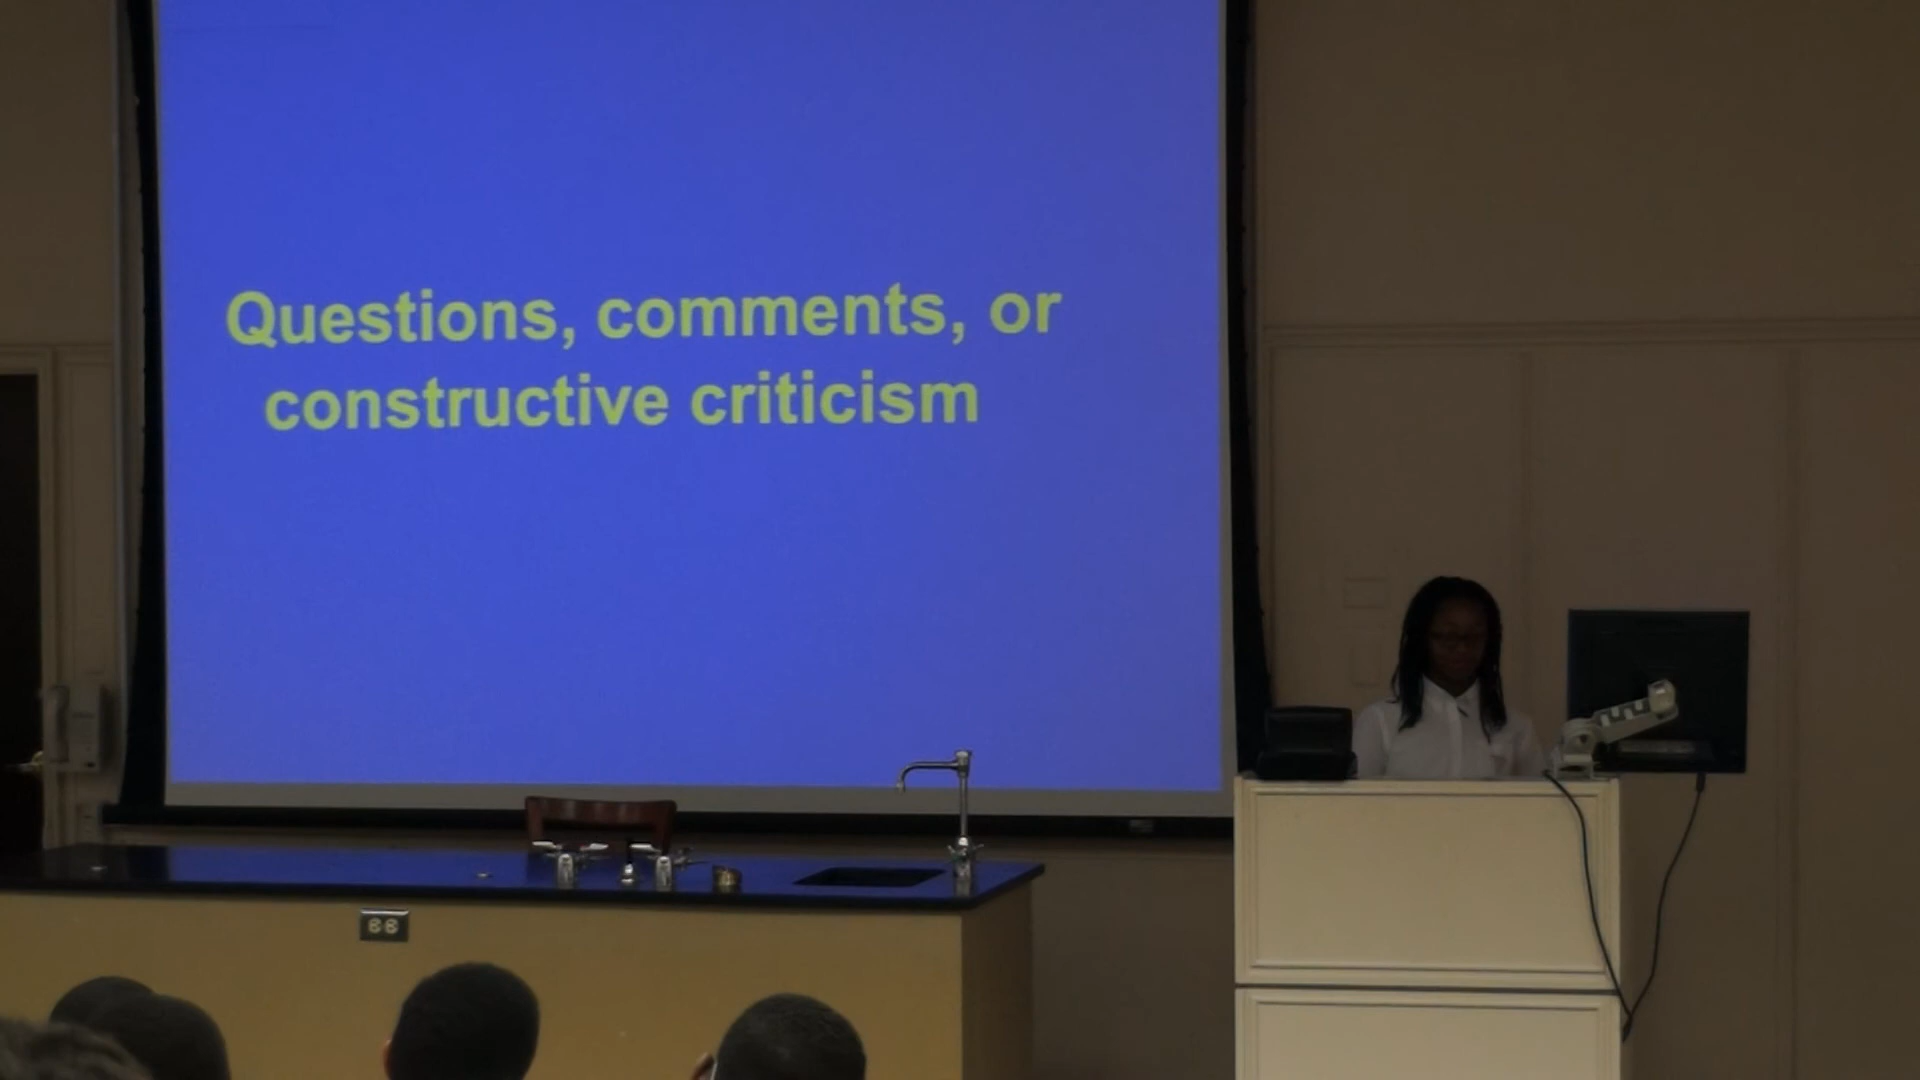 Questions, comments, or
constructive criticism